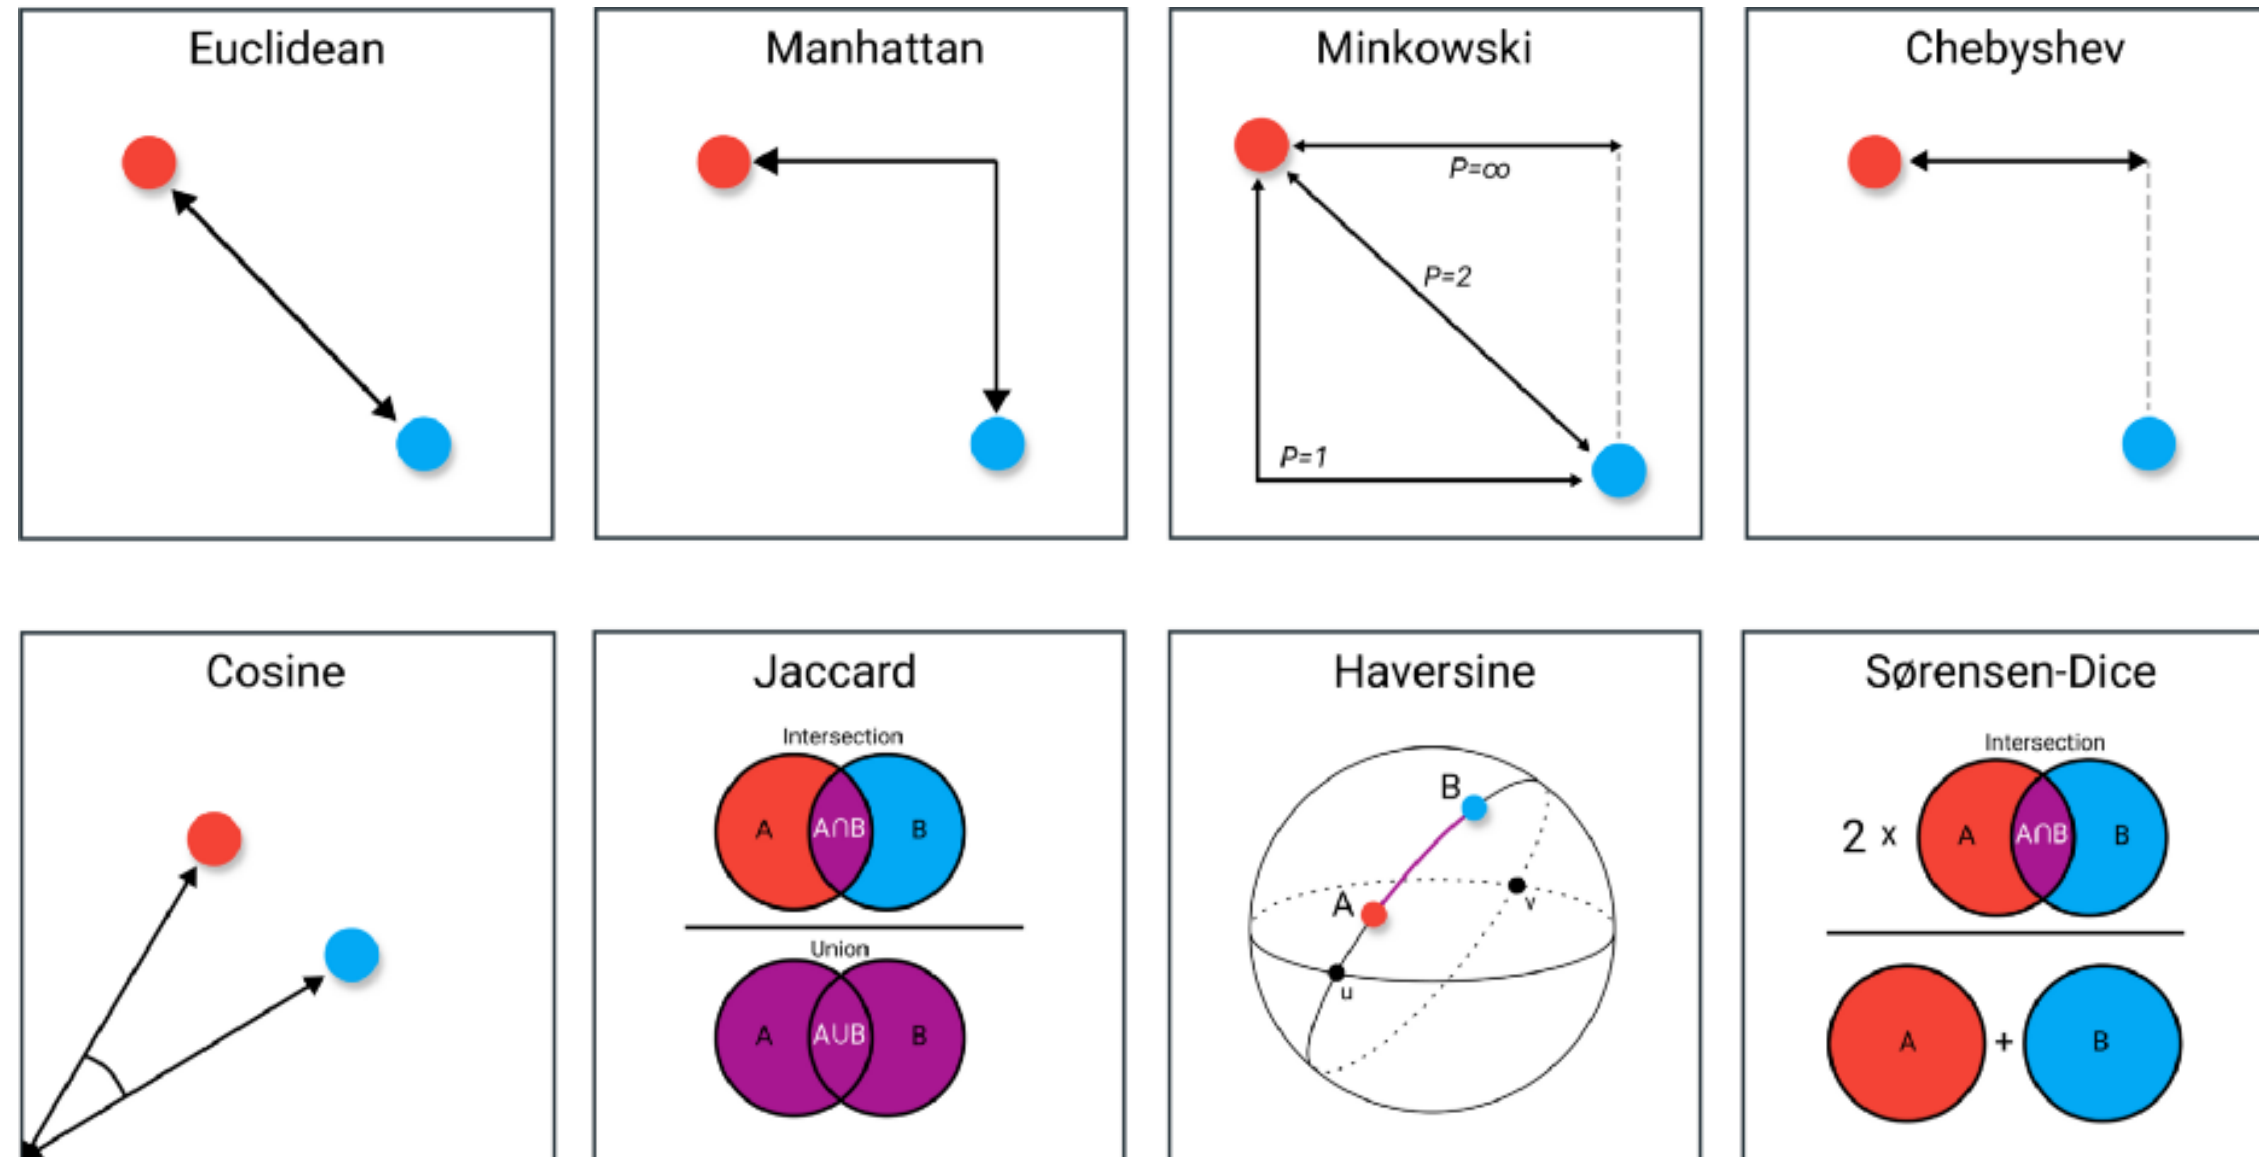 Euclidean
Manhattan
Minkowski
P=∞
P=2
P=1
Chebyshev
Cosine
Jaccard
Intersection
A A∩B B
Union
A A∪B B
Haversine
B
A
v
u
Sørensen-Dice
Intersection
2 x A A∩B B
A + B